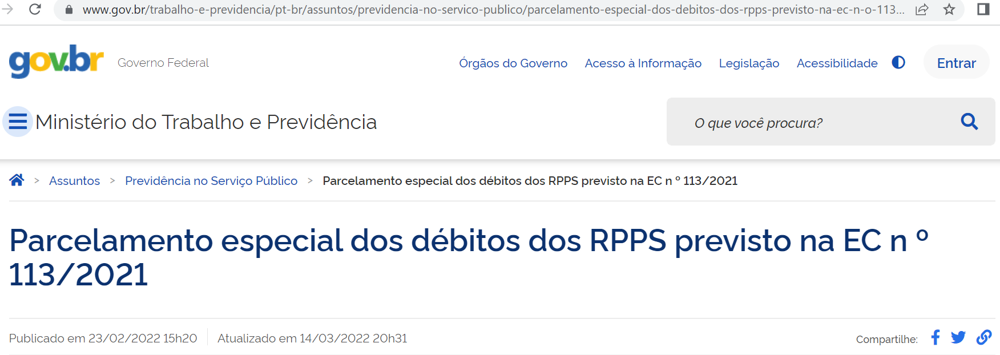 www.gov.br/trabalho-e-previdencia/pt-br/assuntos/previdencia-no-servico-publico/parcelamento-especial-dos-debitos-dos-rpps-previsto-na-ec-n-o-113...
gov.br Governo Federal Órgãos do Governo Acesso à Informação Legislação Acessibilidade Entrar
Ministério do Trabalho e Previdência O que você procura?
> Assuntos > Previdência no Serviço Público > Parcelamento especial dos débitos dos RPPS previsto na EC n º 113/2021
Parcelamento especial dos débitos dos RPPS previsto na EC n º
113/2021
Publicado em 23/02/2022 15h20 Atualizado em 14/03/2022 20h31 Compartilhe: